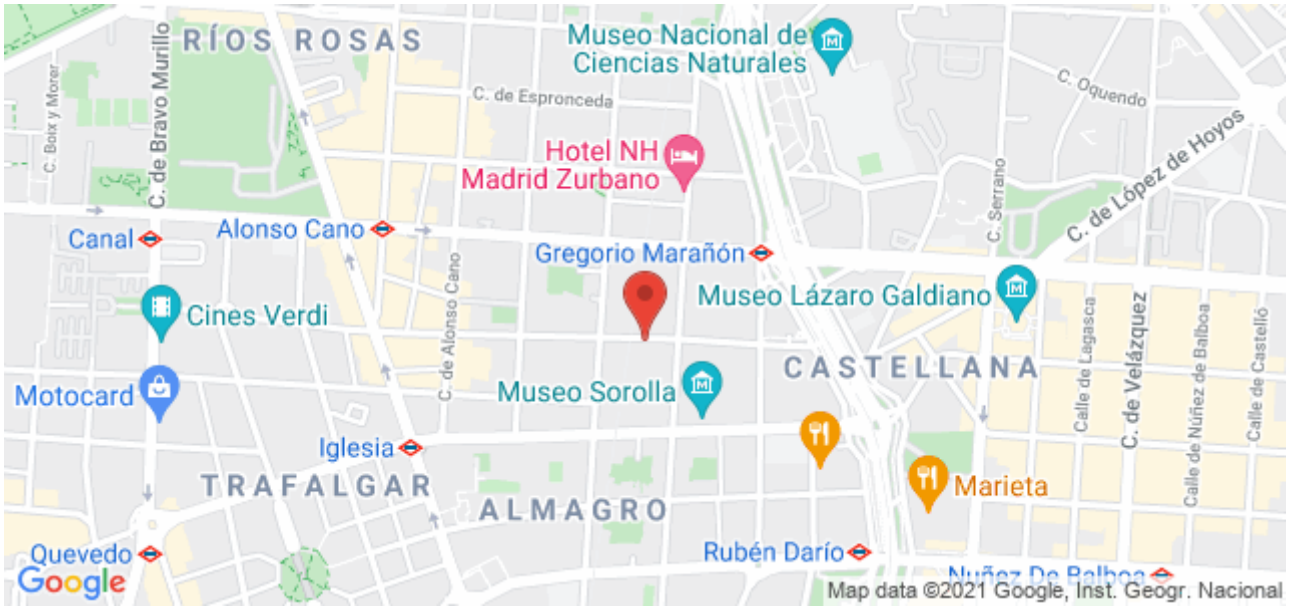 RÍOS ROSAS
Museo Nacional de
Ciencias Naturales
C. Boix y Morer
C. de Bravo Murillo
C. de Espronceda
C. Oquendo
Hotel NH
Madrid Zurbano
C. Serrano
C. de López de Hoyos
Canal
Alonso Cano
Gregorio Marañón
Cines Verdi
C. de Alonso Cano
Museo Lázaro Galdiano
Calle de Lagasca
C. de Velázquez
Calle de Núñez de Balboa
Calle de Castelló
CASTELLANA
Motocard
Museo Sorolla
Iglesia
TRAFALGAR
ALMAGRO
Marieta
Quevedo
Rubén Darío
Nuñez De Balboa
Google
Map data ©2021 Google, Inst. Geogr. Nacional